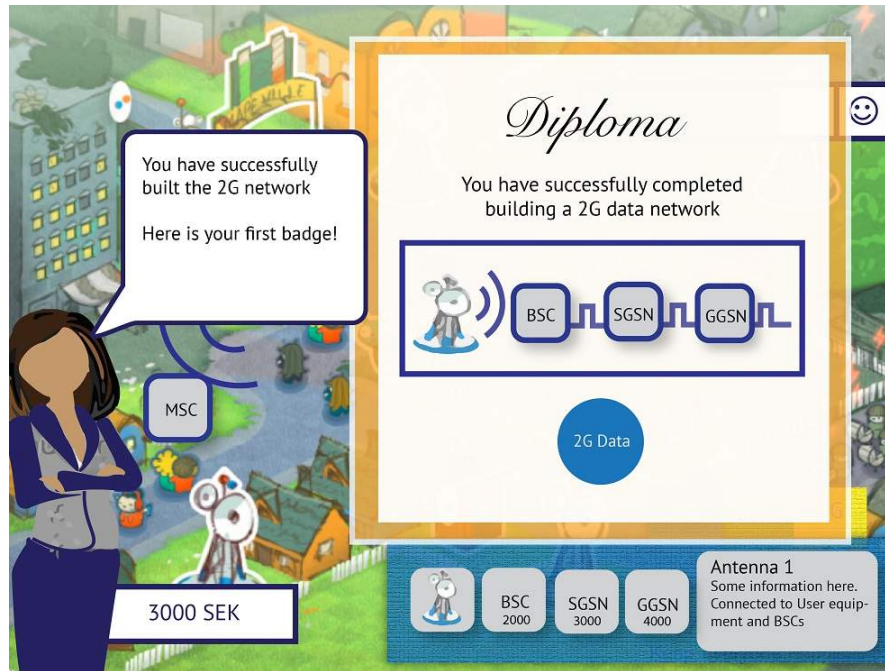 You have successfully
built the 2G network
Here is your first badge!
MSC
3000 SEK
Diploma
You have successfully completed
building a 2G data network
BSC
SGSN
GGSN
2G Data
BSC
2000
SGSN
3000
GGSN
4000
Antenna 1
Some information here.
Connected to User equip-
ment and BSCs